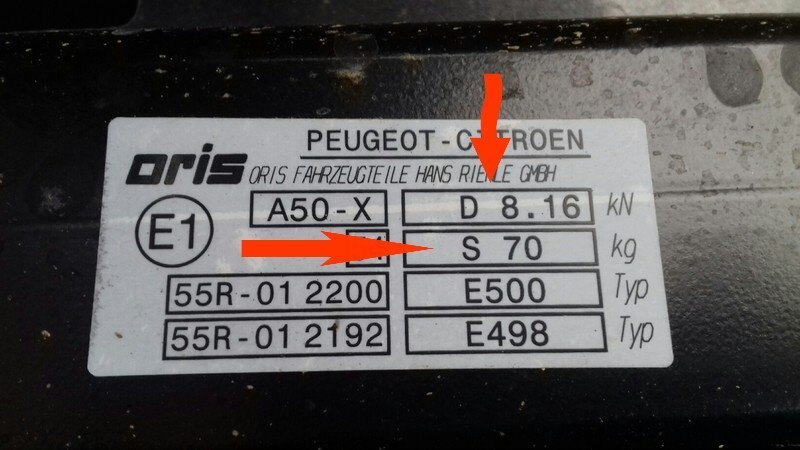 PEUGEOT-CITROEN
oris ORIS FAHRZEUGTEILE HANS GMBH
E1 A50-X D 8.16 kN
S 70 kg
55R-01 2200 E500 Typ
55R-01 2192 E498 Typ